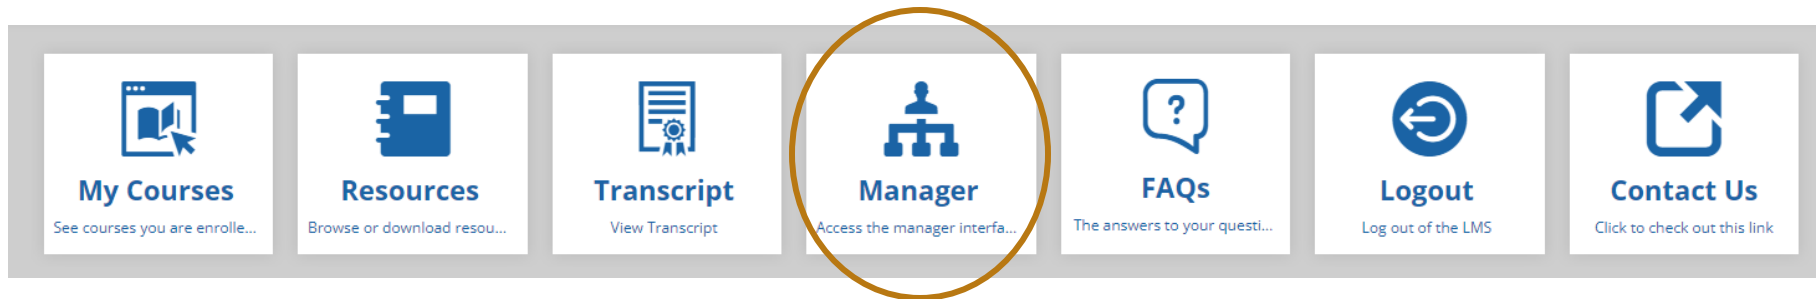 My Courses
See courses you are enrolle...
Resources
Browse or download resou...
Transcript
View Transcript
Manager
Access the manager interfa...
?
FAQs
The answers to your questi...
Logout
Log out of the LMS
Contact Us
Click to check out this link